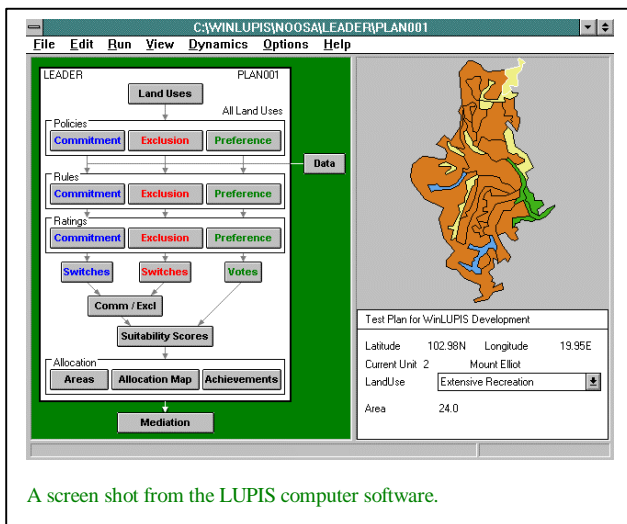 C:\WINLUPIS\NOOSA\LEADER\PLAN001
File Edit Run View Dynamics Options Help
LEADER PLAN001
Land Uses
All Land Uses
Policies
Commitment Exclusion Preference
Data
Rules
Commitment Exclusion Preference
Ratings
Commitment Exclusion Preference
Switches Switches Votes
Comm / Excl
Suitability Scores
Allocation
Areas Allocation Map Achievements
Mediation
Test Plan for WinLUPIS Development
Latitude 102.98N Longitude 19.95E
Current Unit 2 Mount Elliot
LandUse Extensive Recreation
Area 24.0
A screen shot from the LUPIS computer software.